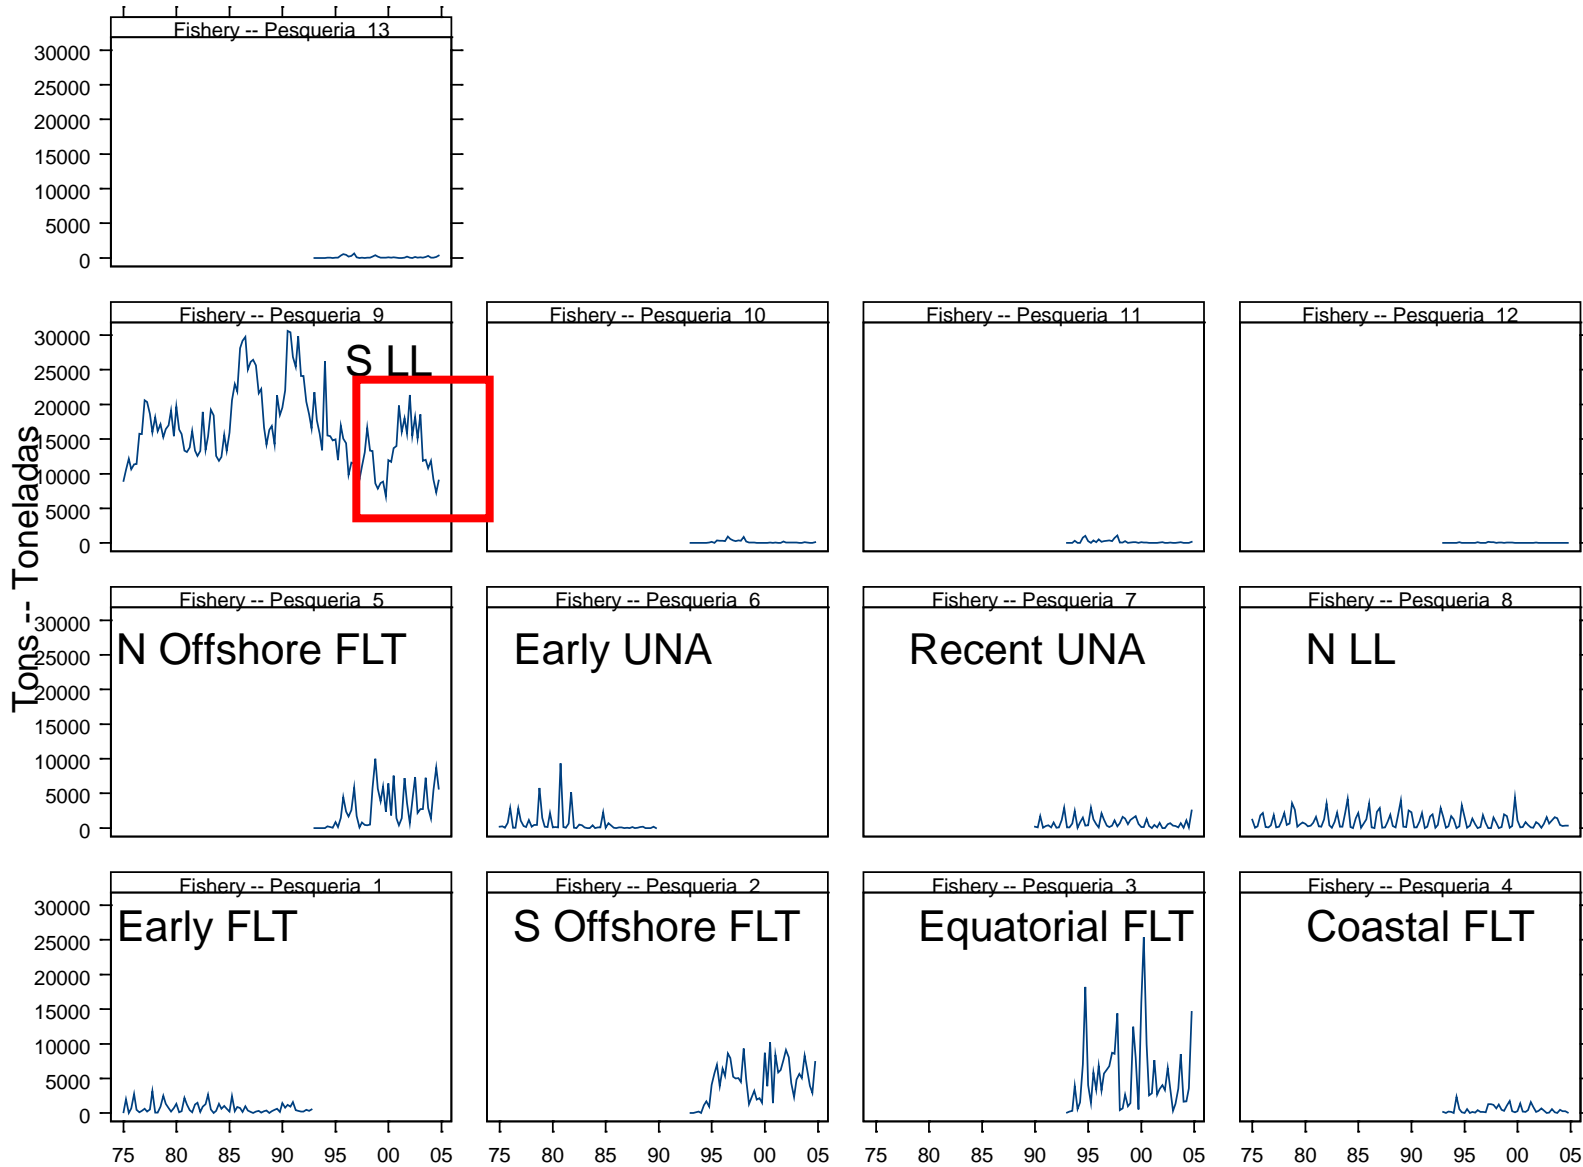 Fishery -- Pesqueria 13
30000
25000
20000
15000
10000
5000
0
Tons -- Toneladas
Fishery -- Pesqueria 9
Fishery -- Pesqueria 10
Fishery -- Pesqueria 11
Fishery -- Pesqueria 12
S LL
30000
25000
20000
15000
10000
5000
0
Fishery -- Pesqueria 5
Fishery -- Pesqueria 6
Fishery -- Pesqueria 7
Fishery -- Pesqueria 8
N Offshore FLT
Early UNA
Recent UNA
N LL
30000
25000
20000
15000
10000
5000
0
Fishery -- Pesqueria 1
Fishery -- Pesqueria 2
Fishery -- Pesqueria 3
Fishery -- Pesqueria 4
Early FLT
S Offshore FLT
Equatorial FLT
Coastal FLT
30000
25000
20000
15000
10000
5000
0
75 80 85 90 95 00 05
75 80 85 90 95 00 05
75 80 85 90 95 00 05
75 80 85 90 95 00 05